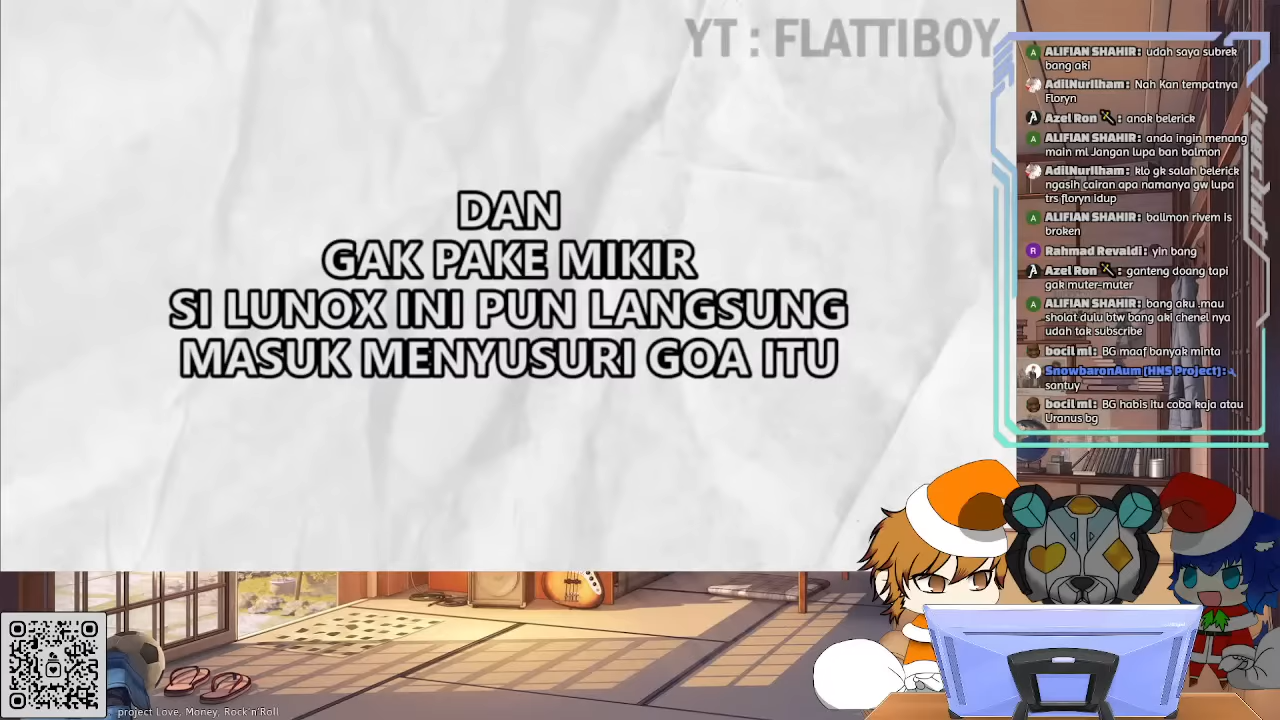 YT : FLATTIBOY
DAN
GAK PAKE MIKIR
SI LUNOX INI PUN LANGSUNG
MASUK MENYUSURI GOA ITU
ALIFIAN SHAHIR: udah saya subrek
bang aki
AdilNurIlham: Nah Kan tempatnya
Floryn
Azel Ron: anak belerick
ALIFIAN SHAHIR: anda ingin menang
main ml Jangan lupa ban balmon
AdilNurIlham: klo gk salah belerick
ngasih cairan apa namanya gw lupa
trs floryn idup
ALIFIAN SHAHIR: ballmon rivem is
broken
Rahmad Revaldi: yin bang
Azel Ron: ganteng doang tapi
gak muter-muter
ALIFIAN SHAHIR: bang aku .mau
sholat dulu btw bang aki chenel nya
udah tak subscribe
bocil ml: BG maaf banyak minta
SnowbaronAum [HNS Project]:
santuy
bocil ml: BG habis itu coba kaja atau
Uranus bg
project Love, Money, Rock'n'Roll